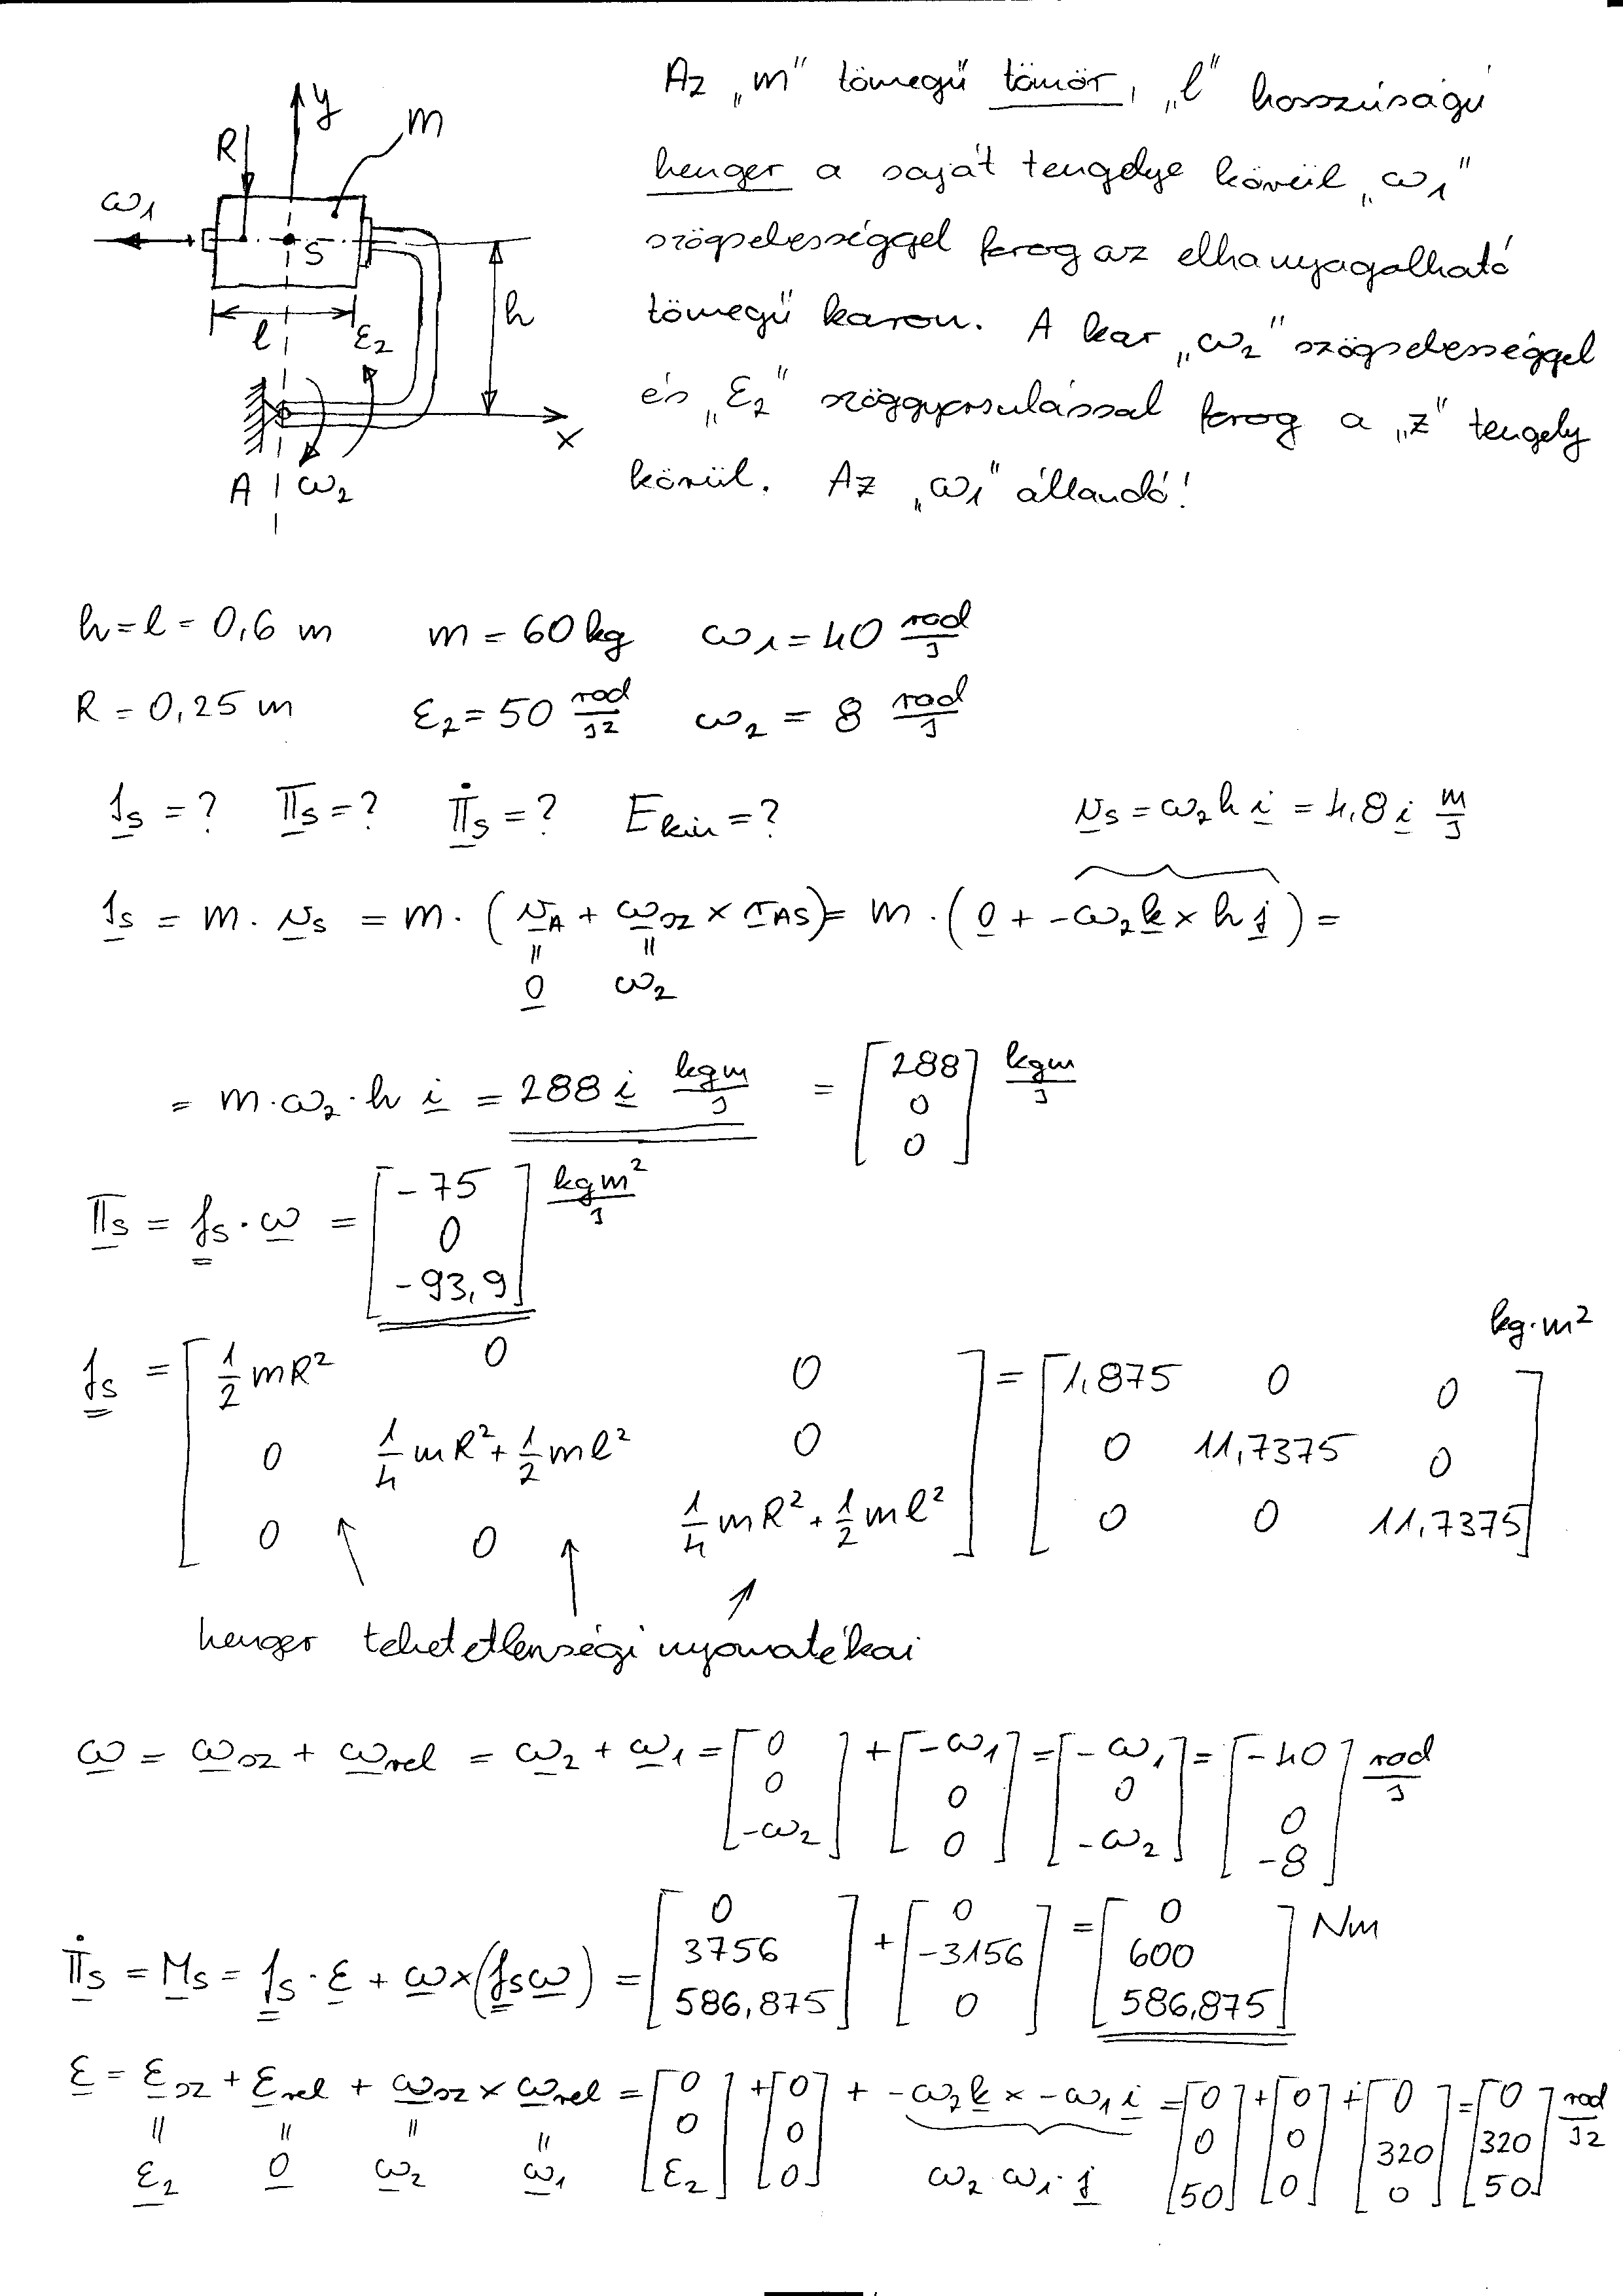 Az „m” tömegű tömör, „l” hosszúságú
henger a saját tengelye körül „ω1”
szögsebességgel forog az elhanyagolható
tömegű karon. A kar „ω2” szögsebességgel
és „ε2” szöggyorsulással forog a „z” tengely
körül. Az „ω1” állandó!
y
R
m
ω1
S
h
l
ε2
x
A ω2
h = l = 0,6 m m = 60 kg ω1 = 40 rad/s
R = 0,25 m ε2 = 50 rad/s2 ω2 = 8 rad/s
IS = ? ΠS = ? Π̇S = ? Ekin = ? vS = ω2 h i = 4,8 i m/s
IS = m · vS = m · (vA + ωsz × rAS) = m · (0 + -ω2 k × h j) =
0 ω2
= m · ω2 · h i = 288 i kgm/s = [288 0 0] kgm/s
ΠS = JS · ω = [-75 0 -93,9] kgm2/s
kg·m2
JS = [1/2 mR2 0 0 = [1,875 0 0
0 1/4 mR2 + 1/2 ml2 0 0 11,7375 0
0 0 1/4 mR2 + 1/2 ml2] 0 0 11,7375]
henger tehetetlenségi nyomatékai
ω = ωsz + ωrel = ω2 + ω1 = [0 0 -ω2] + [-ω1 0 0] = [-ω1 0 -ω2] = [-40 0 -8] rad/s
Π̇S = MS = JS · ε + ω × (JS ω) = [0 3756 586,875] + [0 -3156 0] = [0 600 586,875] Nm
ε = εsz + εrel + ωsz × ωrel = [0 0 ε2] + [0 0 0] + -ω2 k × -ω1 i = [0 0 50] + [0 0 0] + [0 320 0] = [0 320 50] rad/s2
ε2 0 ω2 ω1 ω2 ω1 · j